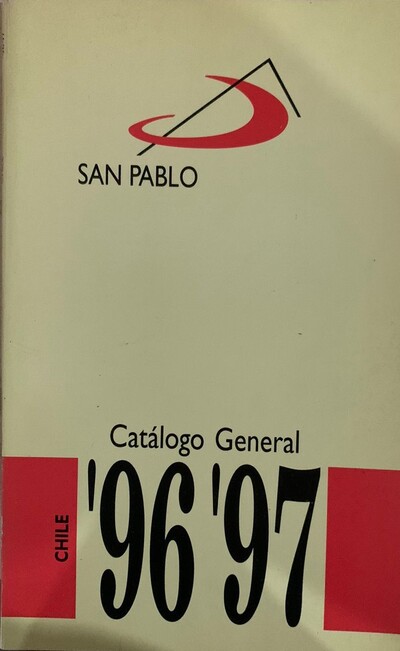 SAN PABLO
Catálogo General
CHILE
'96 '97